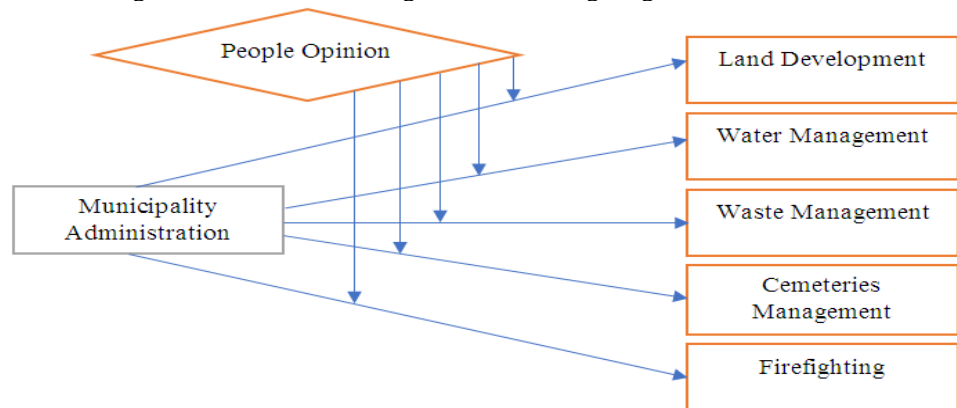 People Opinion
Land Development
Water Management
Municipality
Administration
Waste Management
Cemeteries
Management
Firefighting